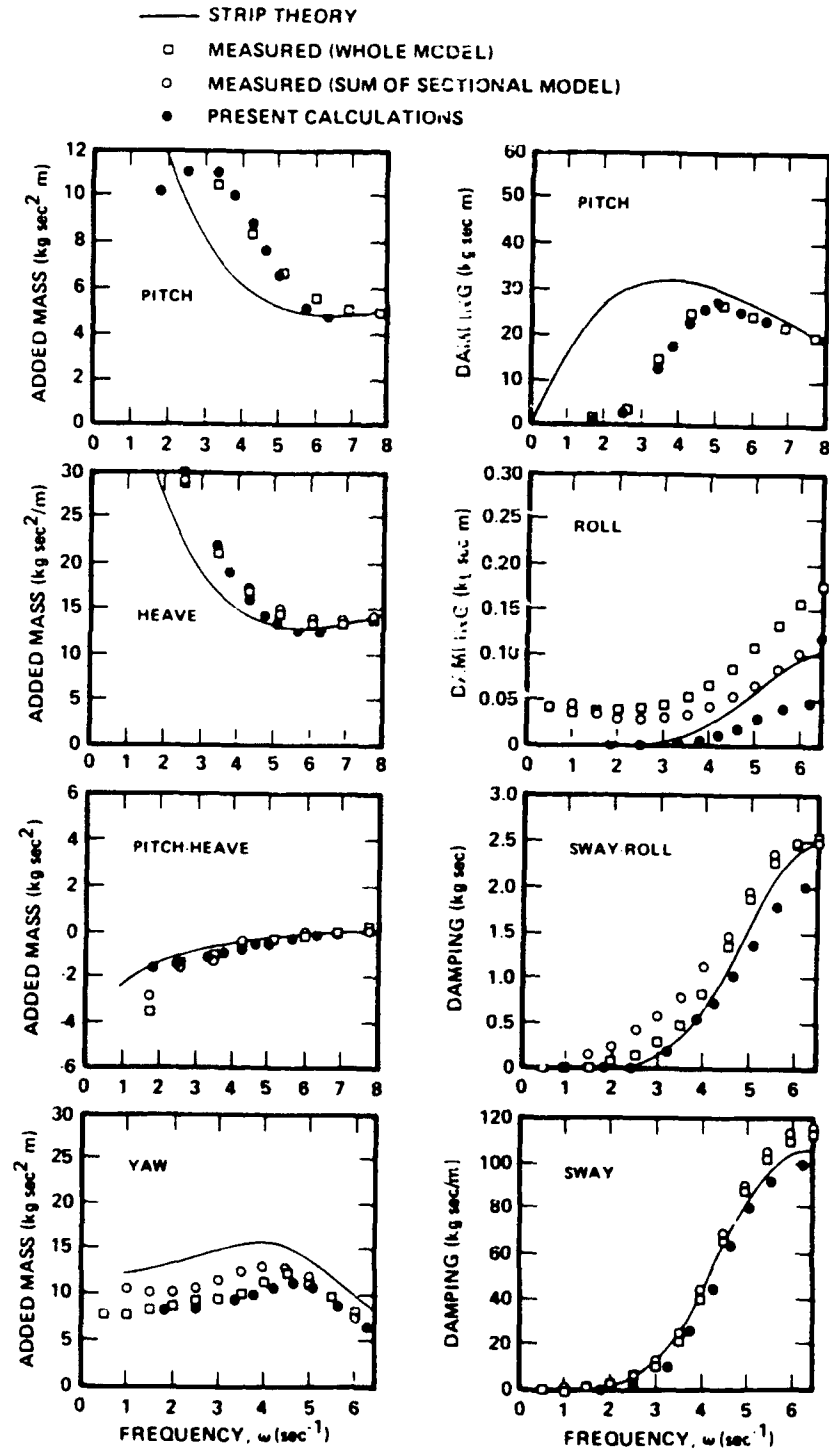 STRIP THEORY
MEASURED (WHOLE MODEL)
MEASURED (SUM OF SECTIONAL MODEL)
PRESENT CALCULATIONS
ADDED MASS (kg sec² m)
12
10
8
6
4
2
0
PITCH
0 1 2 3 4 5 6 7 8
60
50
40
30
20
10
0
PITCH
(kg sec m)
0 1 2 3 4 5 6 7 8
ADDED MASS (kg sec²/m)
30
25
20
15
10
5
0
HEAVE
0 1 2 3 4 5 6 7 8
0.30
0.25
0.20
0.15
0.10
0.05
0
ROLL
sec m)
0 1 2 3 4 5 6
ADDED MASS (kg sec²)
6
4
2
0
-2
-4
-6
PITCH-HEAVE
0 1 2 3 4 5 6 7 8
DAMPING (kg sec)
3.0
2.5
2.0
1.5
1.0
0.5
0
SWAY-ROLL
0 1 2 3 4 5 6
ADDED MASS (kg sec² m)
30
25
20
15
10
5
0
YAW
0 1 2 3 4 5 6
FREQUENCY, ω (sec⁻¹)
DAMPING (kg sec/m)
120
100
80
60
40
20
0
SWAY
0 1 2 3 4 5 6
FREQUENCY, ω (sec⁻¹)